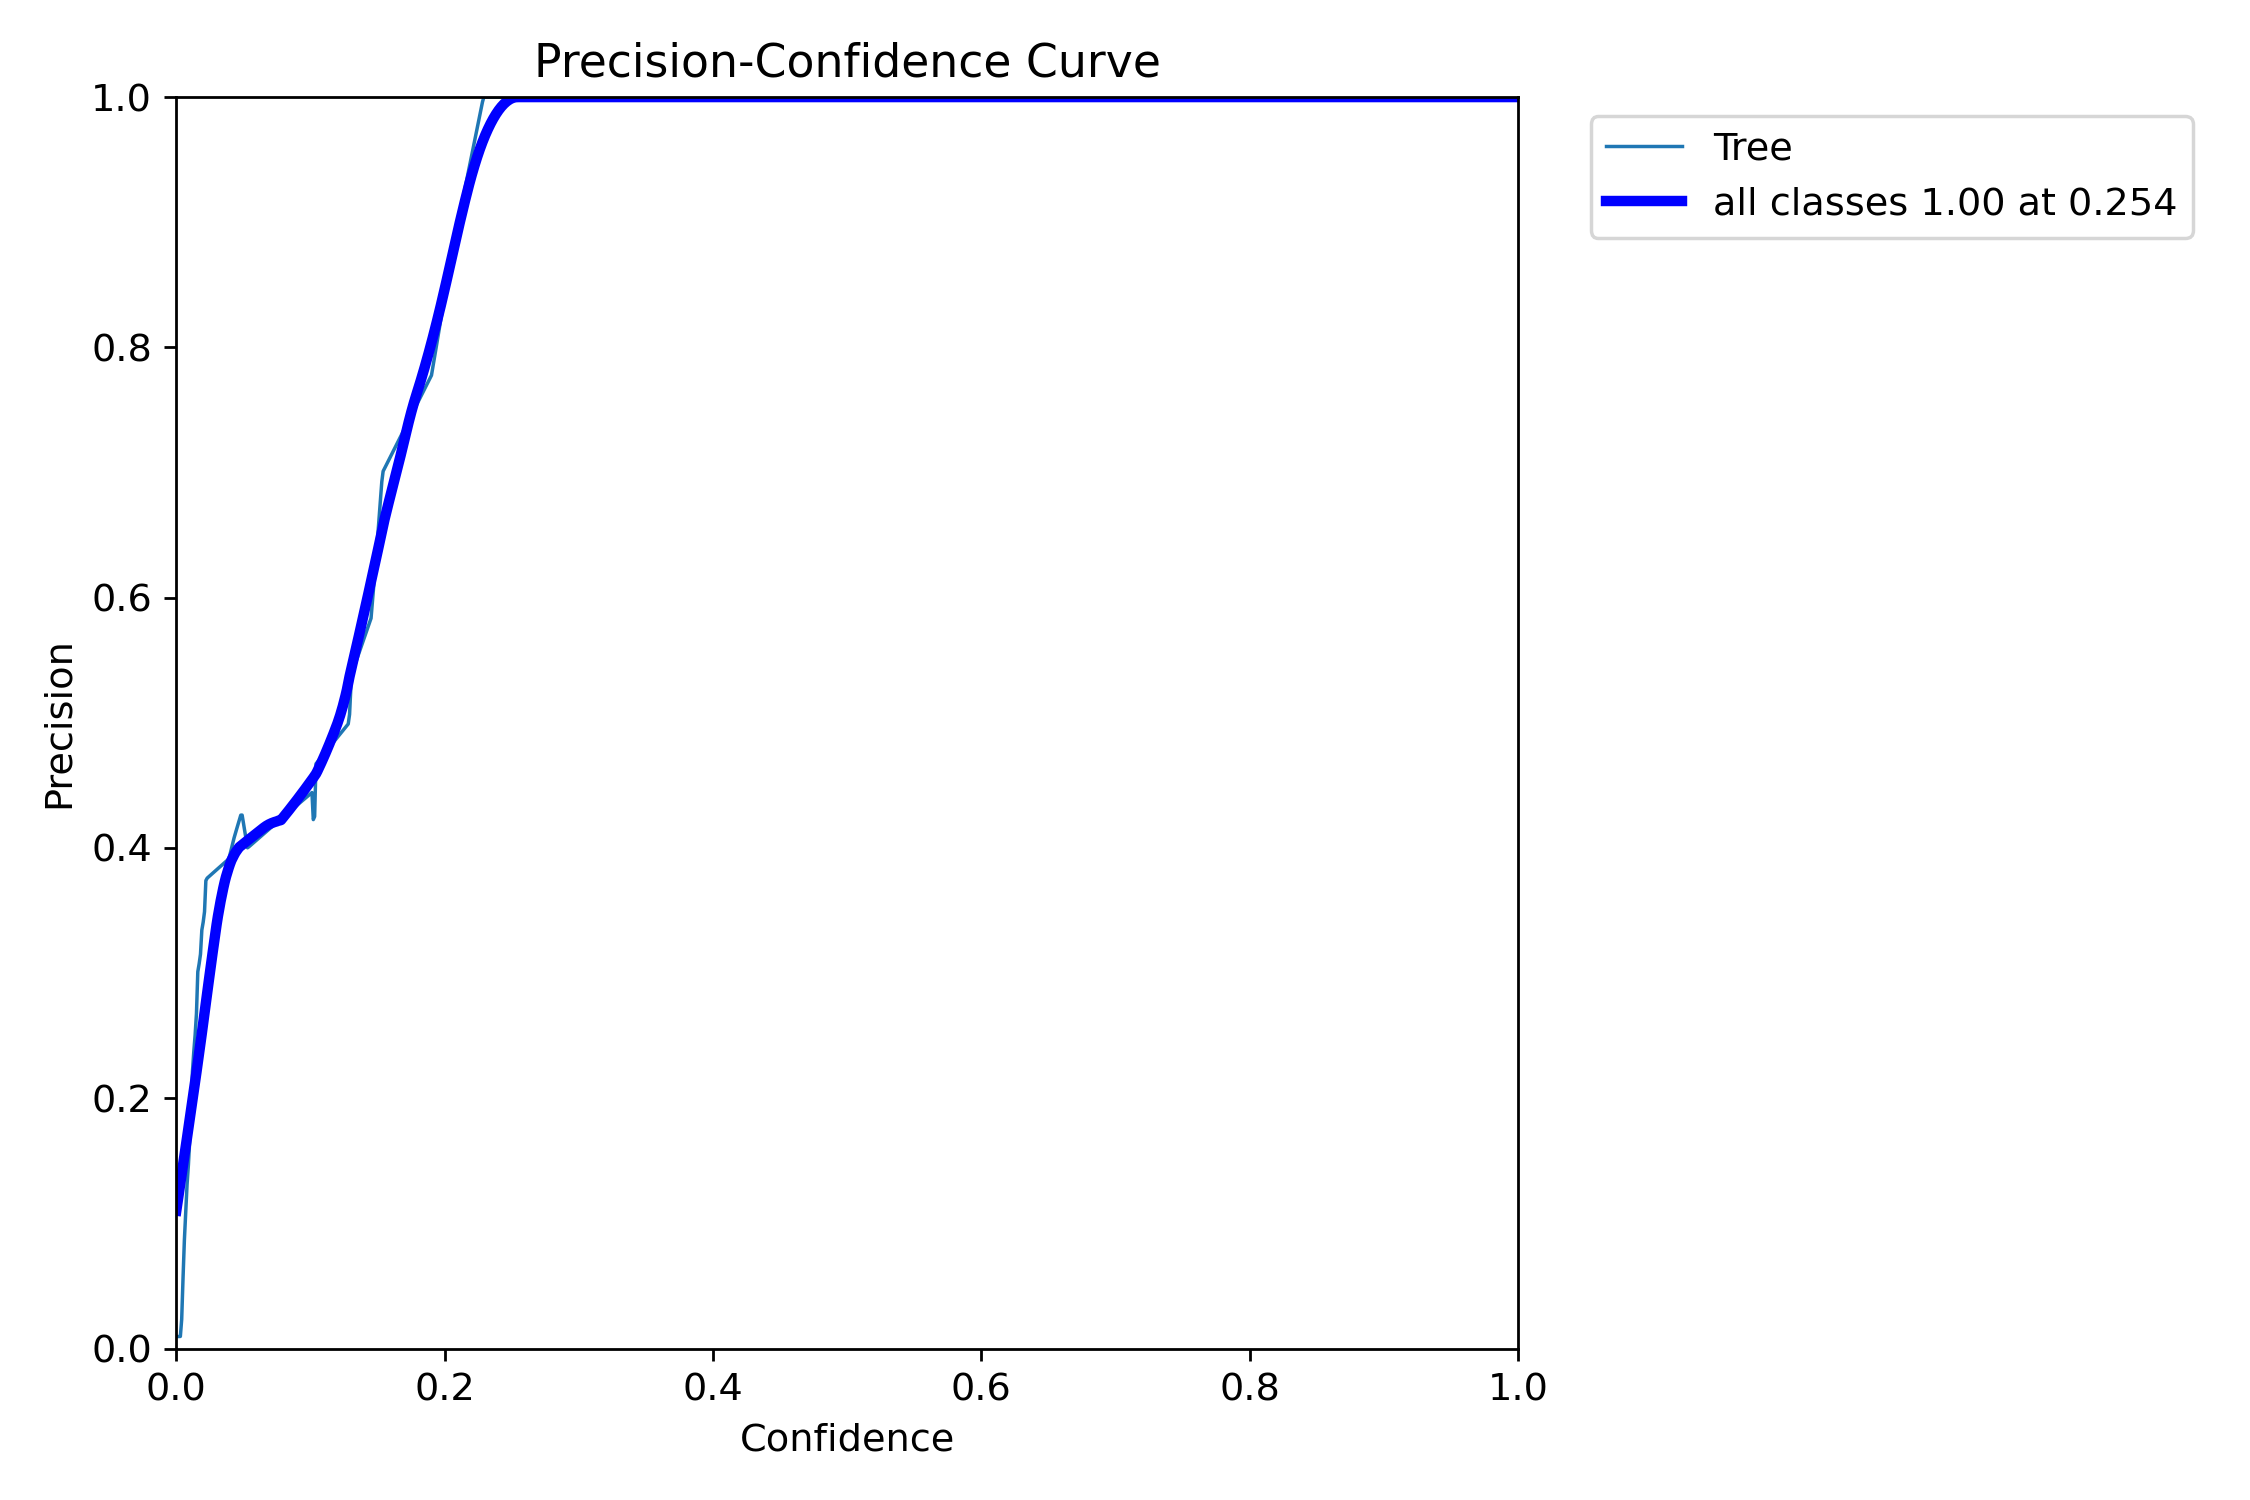 Precision-Confidence Curve
1.0
0.8
0.6
0.4
0.2
0.0
Precision
0.0 0.2 0.4 0.6 0.8 1.0
Confidence
Tree
all classes 1.00 at 0.254